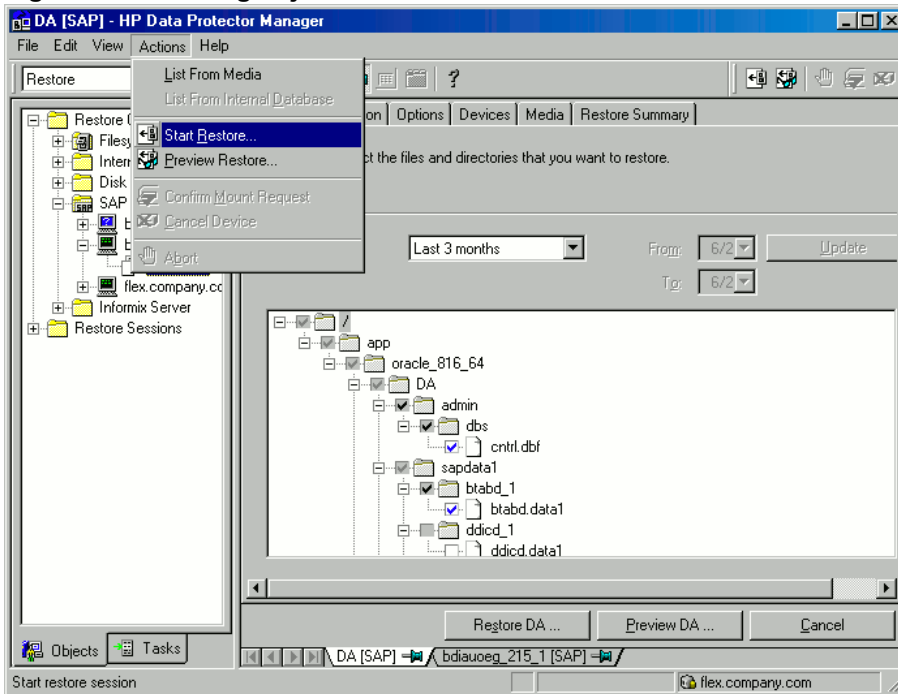 DA [SAP] - HP Data Protector Manager
File Edit View Actions Help
Restore
List From Media
List From Internal Database
Start Restore...
Preview Restore...
Confirm Mount Request
Cancel Device
Abort
on Options Devices Media Restore Summary
ct the files and directories that you want to restore.
Restore
Filesy
Intern
Disk
SAP
flex.company.co
Informix Server
Restore Sessions
Last 3 months
From: 6/2
Update
To: 6/2
/
app
oracle_816_64
DA
admin
dbs
cntrl.dbf
sapdata1
btabd_1
btabd.data1
ddicd_1
ddicd.data1
Restore DA ...
Preview DA ...
Cancel
Objects
Tasks
DA [SAP]
bdiauoeg_215_1 [SAP]
Start restore session
flex.company.com